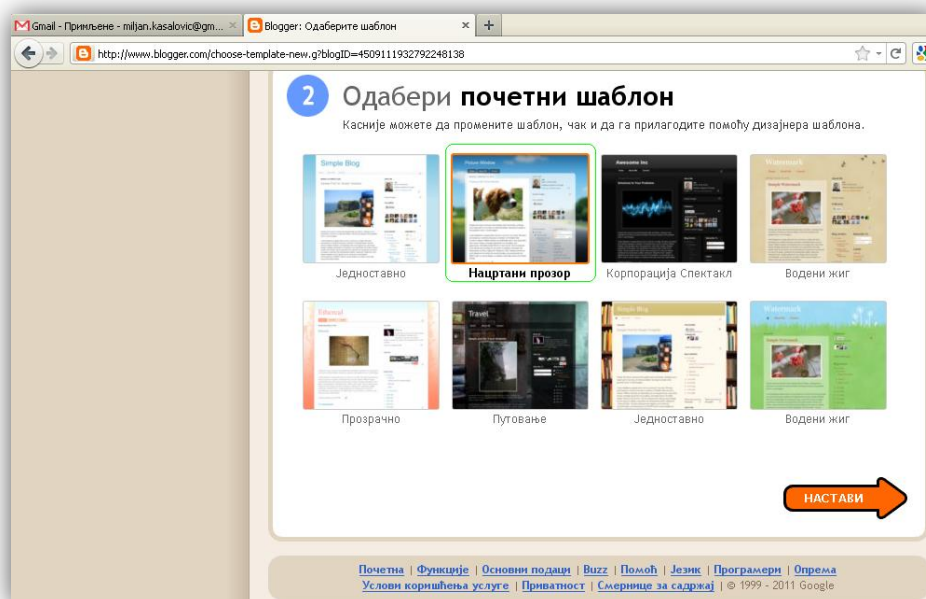 Gmail - Примљене - miljan.kasalovic@gm...
Blogger: Одаберите шаблон
http://www.blogger.com/choose-template-new.g?blogID=4509111932792248138
2 Одабери почетни шаблон
Касније можете да промените шаблон, чак и да га прилагодите помоћу дизајнера шаблона.
Simple Blog
Picture Window
Awesome Inc.
Watermark
Једноставно
Нацртани прозор
Корпорација Спектакл
Водени жиг
Ethereal
Travel
Simple Blog
Watermark
Прозрачно
Путовање
Једноставно
Водени жиг
НАСТАВИ
Почетна | Функције | Основни подаци | Buzz | Помоћ | Језик | Програмери | Опрема
Услови коришћења услуге | Приватност | Смернице за садржај | © 1999 - 2011 Google